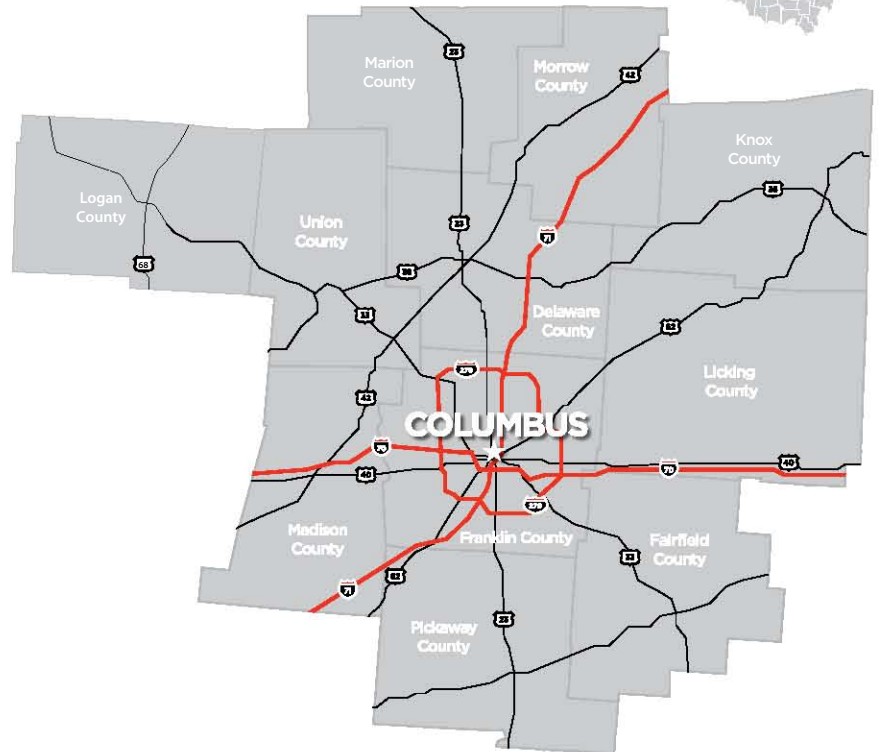 Marion
County
23
Morrow
County
42
Knox
County
36
Logan
County
Union
County
23
71
68
36
33
Delaware
County
62
270
Licking
County
42
COLUMBUS
70
40
70
40
270
Madison
County
Franklin County
Fairfield
County
33
62
71
Pickaway
County
23